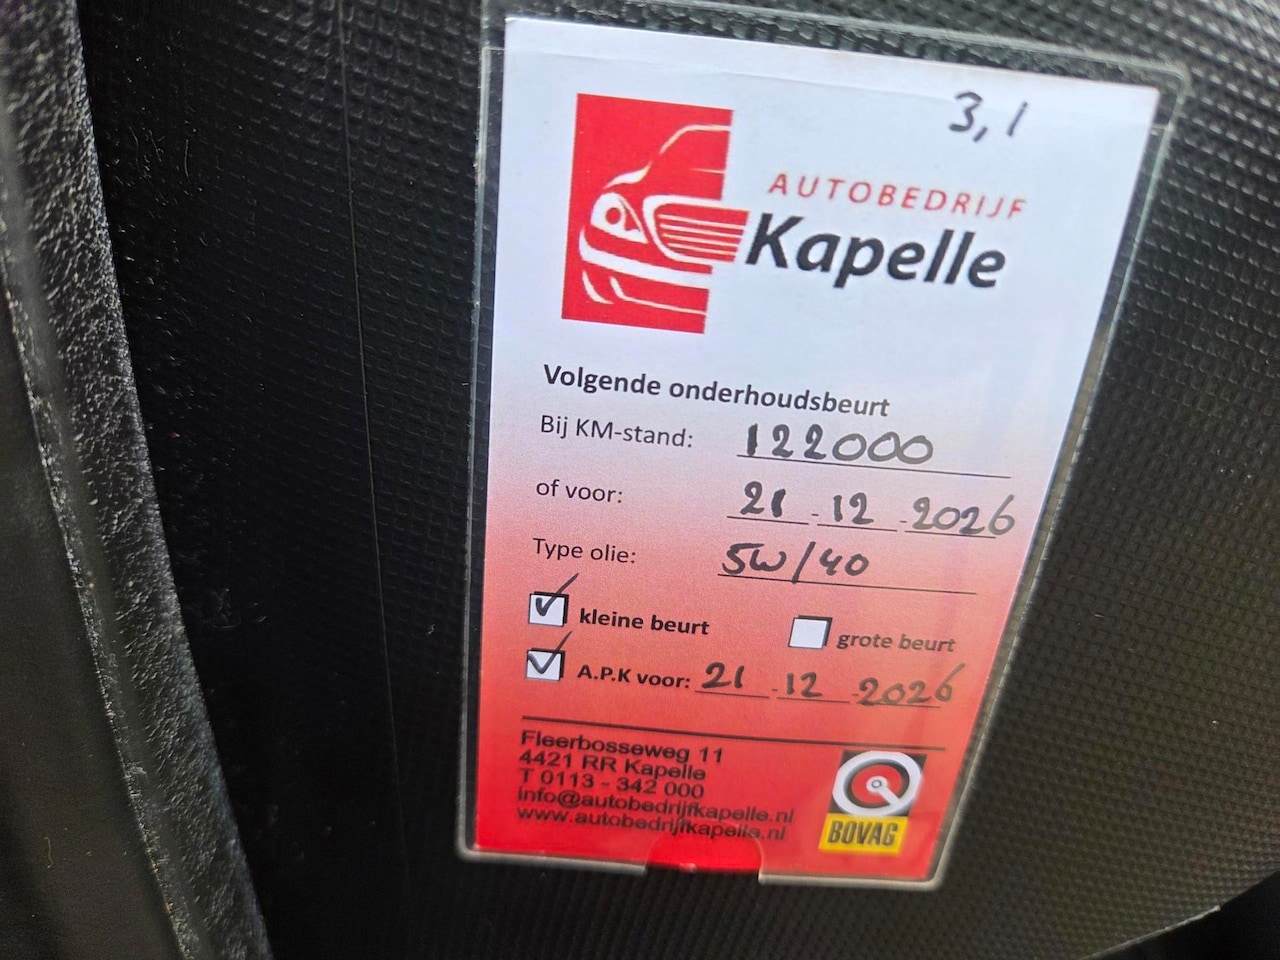 3,1
AUTOBEDRIJF
Kapelle
Volgende onderhoudsbeurt
Bij KM-stand: 122000
of voor: 21-12-2026
Type olie: 5W/40
kleine beurt grote beurt
A.P.K voor: 21-12-2026
Fleerbosseweg 11
4421 RR Kapelle
T 0113 - 342 000
info@autobedrijfkapelle.nl
www.autobedrijfkapelle.nl
BOVAG